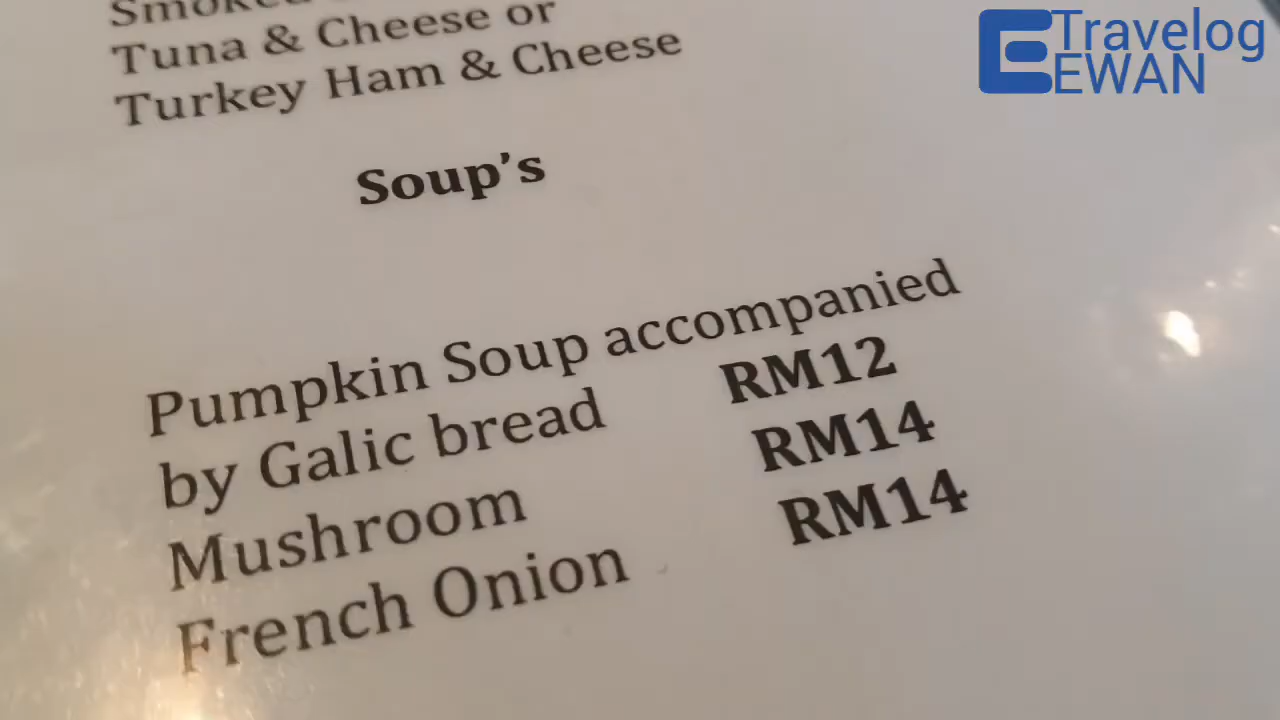 Smoked
Tuna & Cheese or
Turkey Ham & Cheese
Soup's
Pumpkin Soup accompanied
by Galic bread RM12
Mushroom RM14
French Onion RM14
E Travelog
EWAN